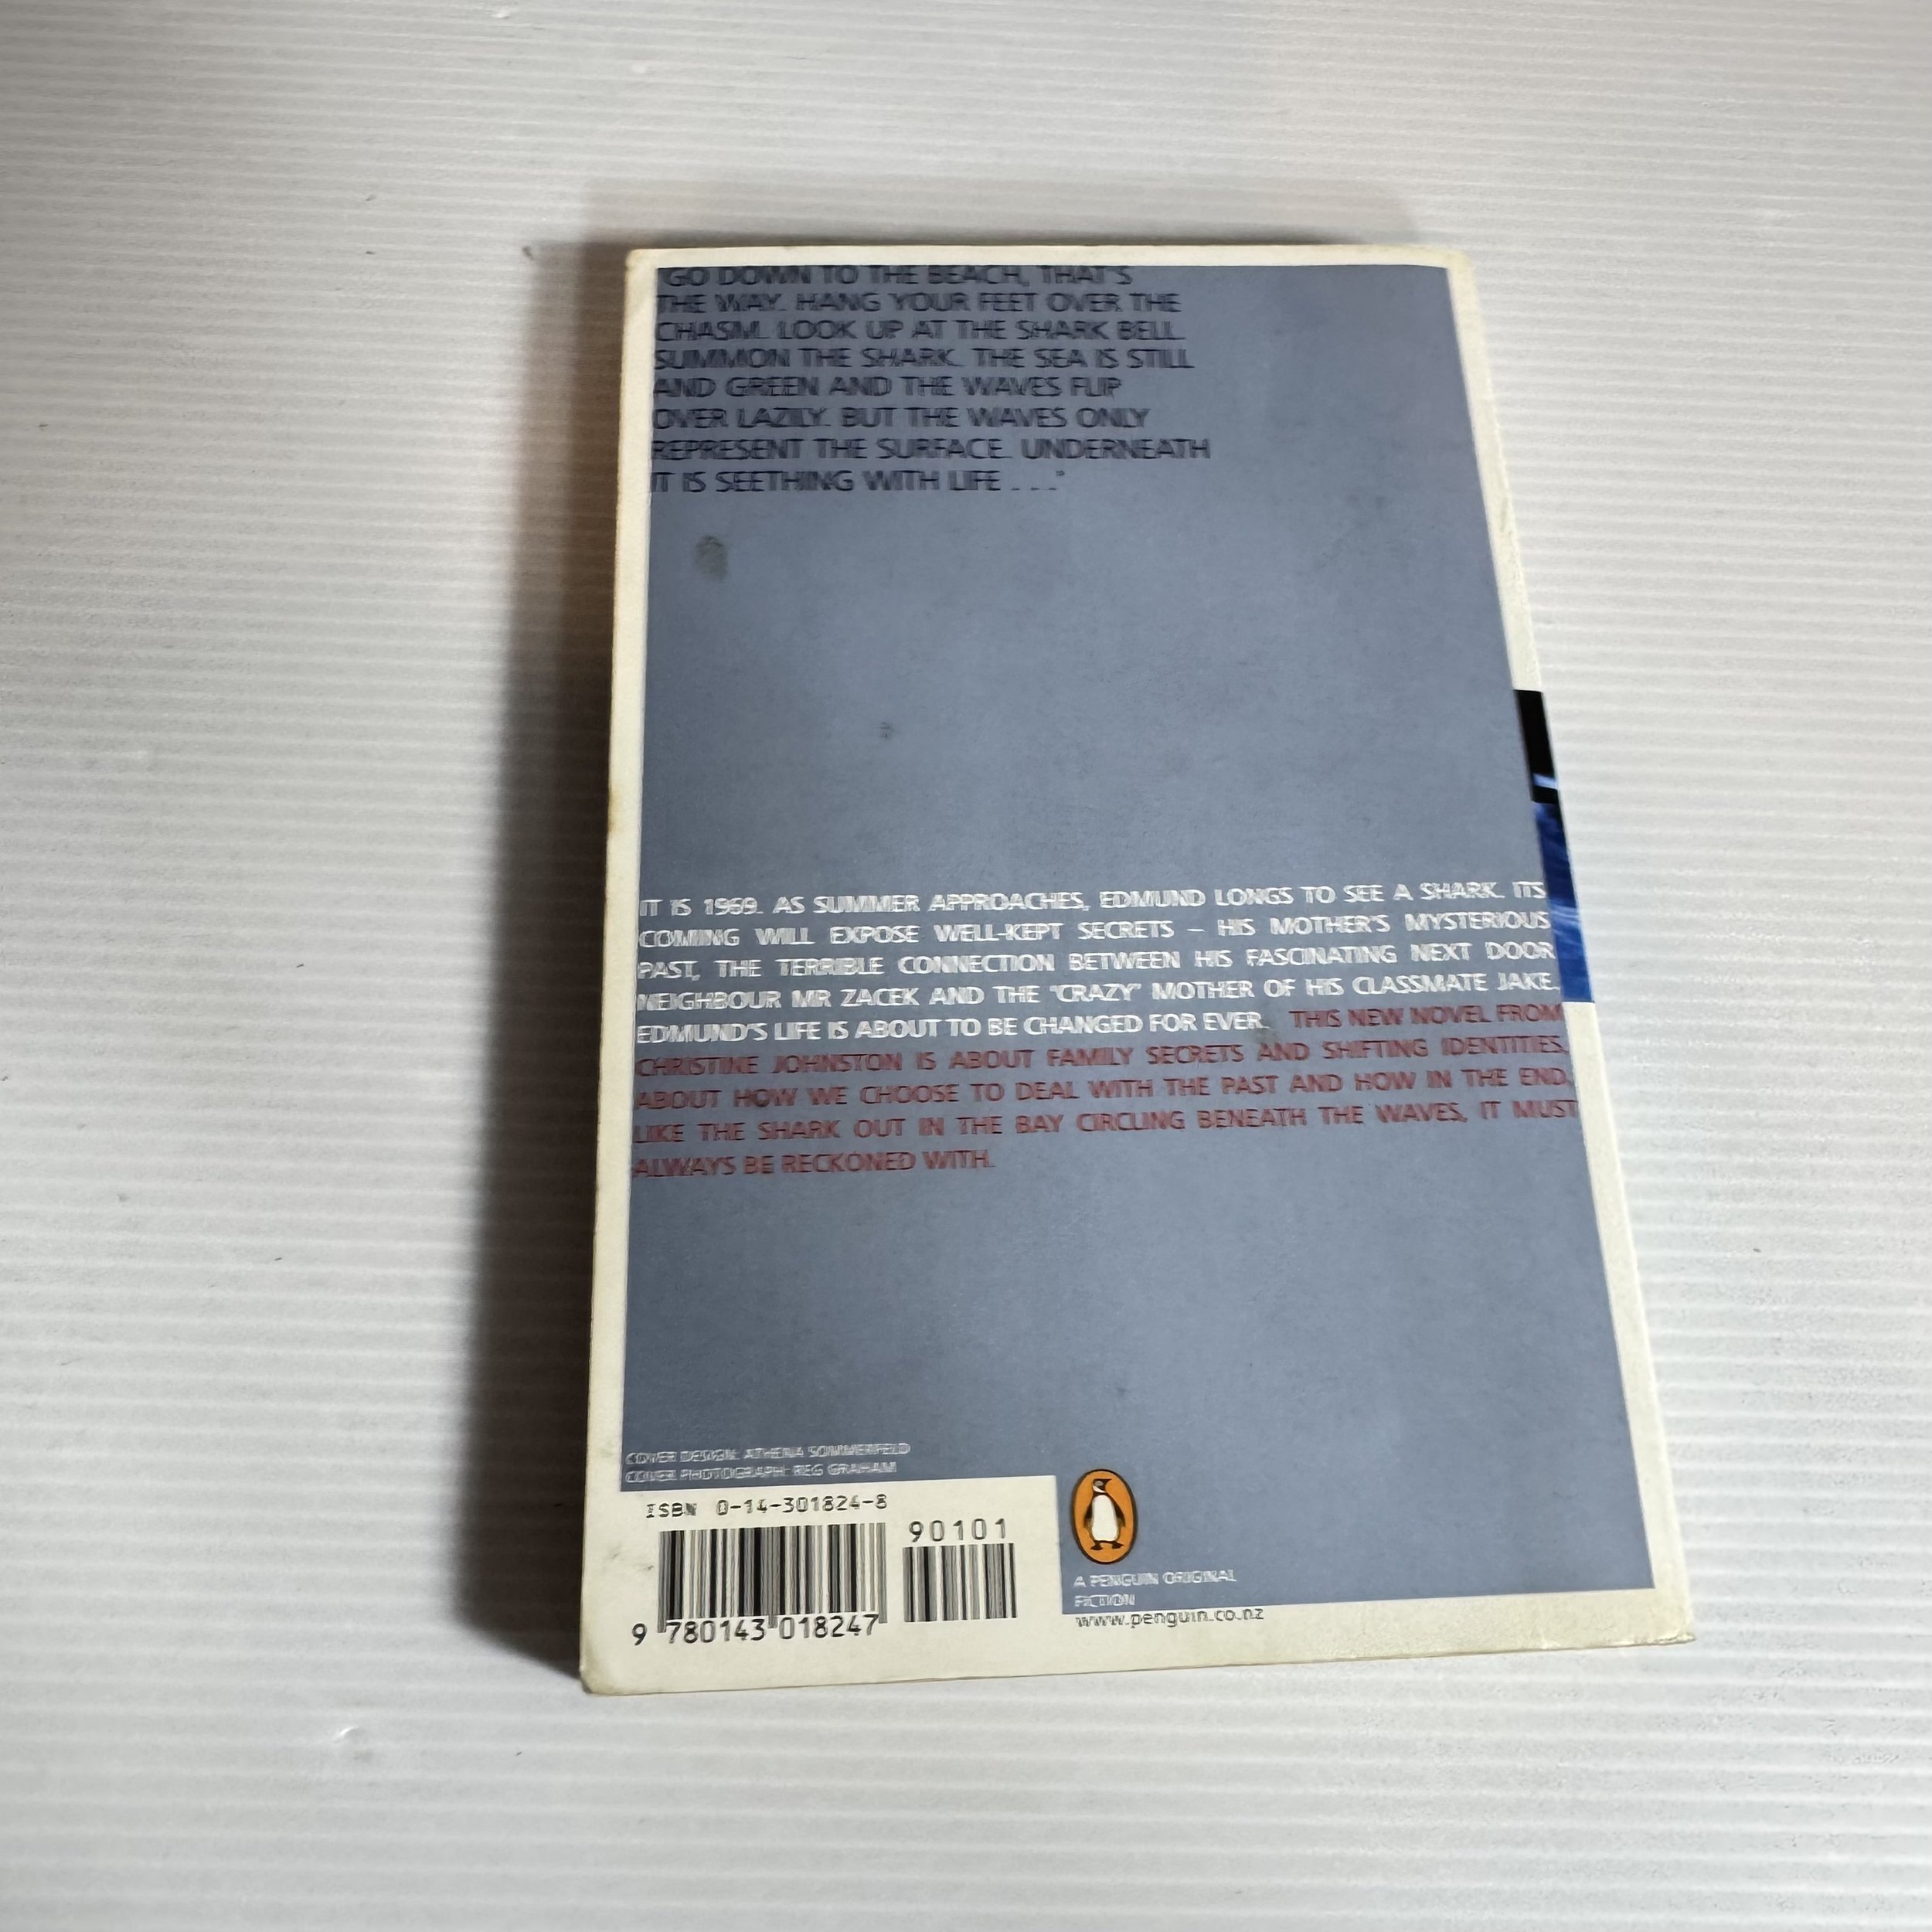 "GO DOWN TO THE BEACH, THAT'S
THE WAY. HANG YOUR FEET OVER THE
CHASM. LOOK UP AT THE SHARK BELL.
SUMMON THE SHARK. THE SEA IS STILL
AND GREEN AND THE WAVES FLIP
OVER LAZILY. BUT THE WAVES ONLY
REPRESENT THE SURFACE. UNDERNEATH
IT IS SEETHING WITH LIFE . . ."
IT IS 1969. AS SUMMER APPROACHES, EDMUND LONGS TO SEE A SHARK. ITS
COMING WILL EXPOSE WELL-KEPT SECRETS – HIS MOTHER'S MYSTERIOUS
PAST, THE TERRIBLE CONNECTION BETWEEN HIS FASCINATING NEXT DOOR
NEIGHBOUR MR ZACEK AND THE 'CRAZY' MOTHER OF HIS CLASSMATE JAKE.
EDMUND'S LIFE IS ABOUT TO BE CHANGED FOR EVER. THIS NEW NOVEL FROM
CHRISTINE JOHNSTON IS ABOUT FAMILY SECRETS AND SHIFTING IDENTITIES,
ABOUT HOW WE CHOOSE TO DEAL WITH THE PAST AND HOW IN THE END,
LIKE THE SHARK OUT IN THE BAY CIRCLING BENEATH THE WAVES, IT MUST
ALWAYS BE RECKONED WITH.
COVER DESIGN: ATHENA SOMMERFELD
COVER PHOTOGRAPH: REG GRAHAM
ISBN 0-14-301824-8
90101
9 780143 018247
A PENGUIN ORIGINAL
FICTION
www.penguin.co.nz